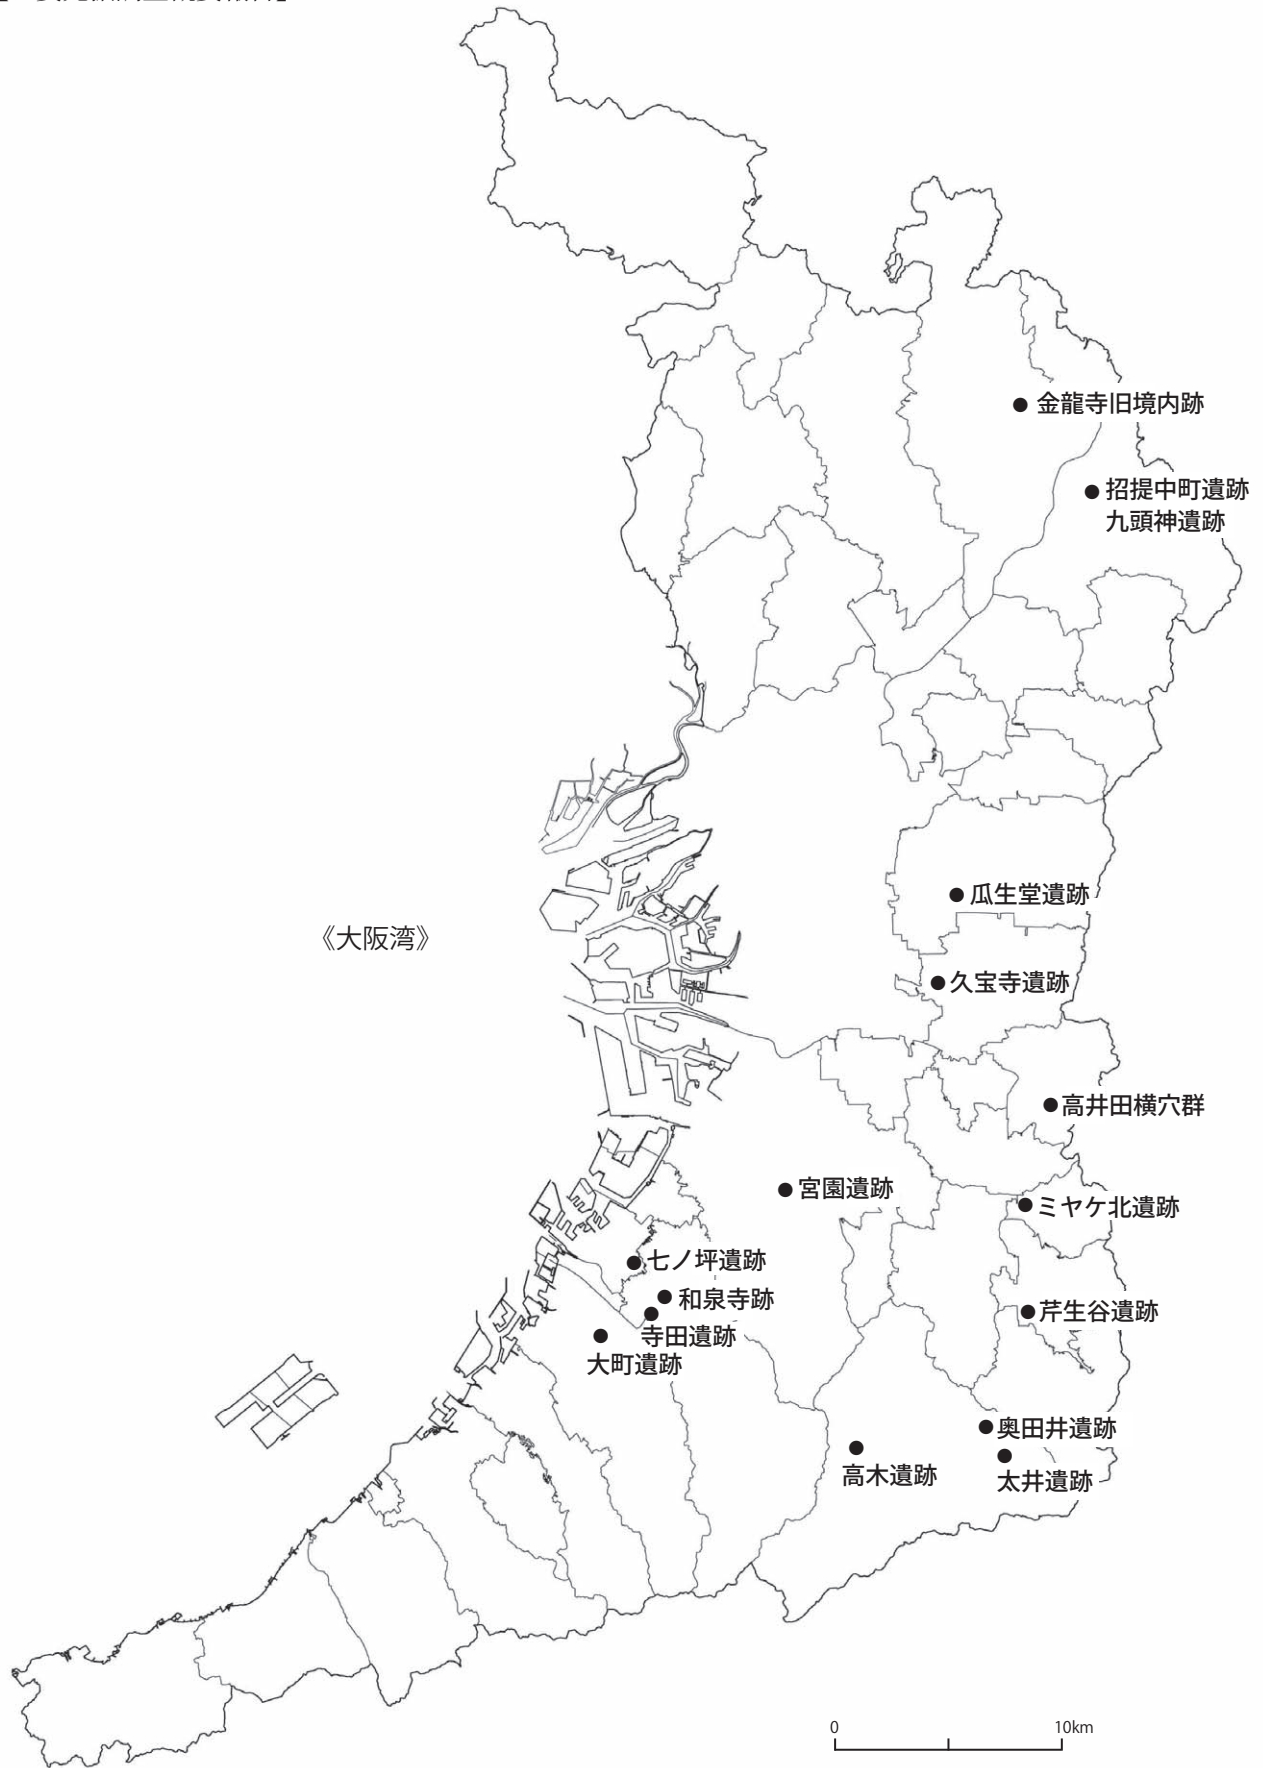 金龍寺旧境内跡
招提中町遺跡
九頭神遺跡
瓜生堂遺跡
《大阪湾》
久宝寺遺跡
高井田横穴群
宮園遺跡
ミヤケ北遺跡
七ノ坪遺跡
和泉寺跡
芹生谷遺跡
寺田遺跡
大町遺跡
奥田井遺跡
高木遺跡
太井遺跡
0
10km